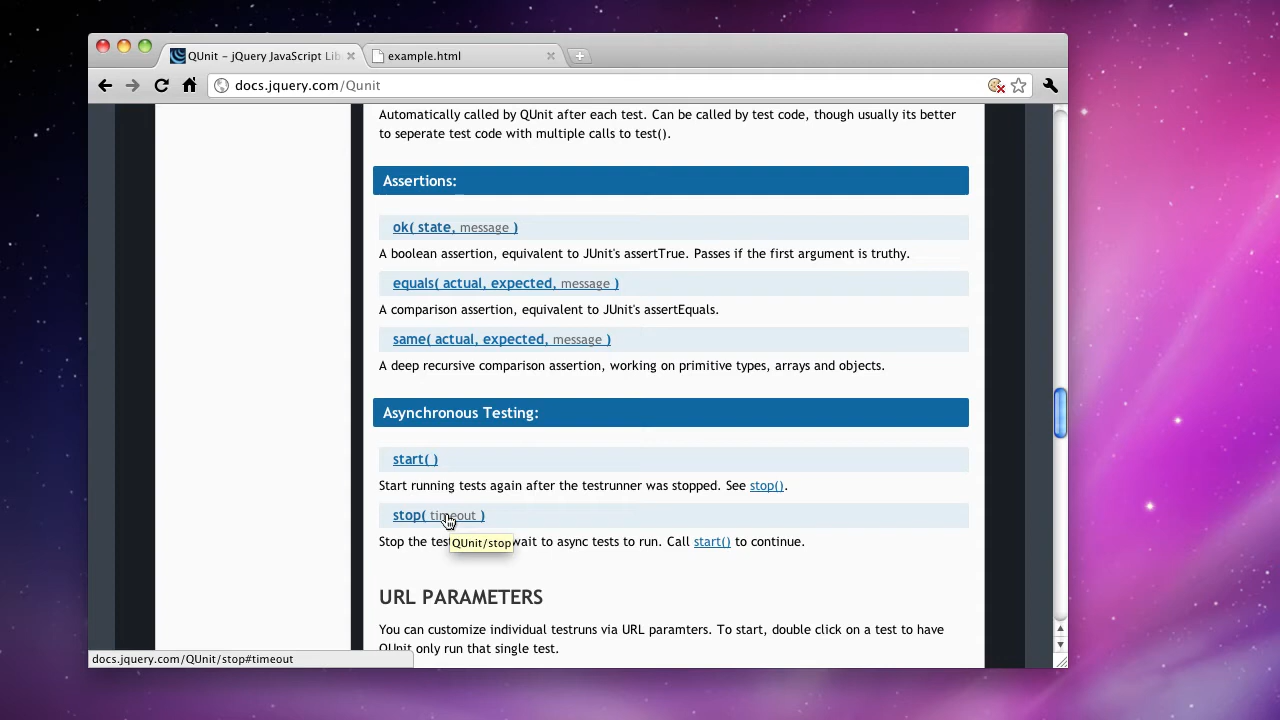 QUnit – jQuery JavaScript Lib
example.html
docs.jquery.com/Qunit
Automatically called by QUnit after each test. Can be called by test code, though usually its better
to seperate test code with multiple calls to test().
Assertions:
ok( state, message )
A boolean assertion, equivalent to JUnit's assertTrue. Passes if the first argument is truthy.
equals( actual, expected, message )
A comparison assertion, equivalent to JUnit's assertEquals.
same( actual, expected, message )
A deep recursive comparison assertion, working on primitive types, arrays and objects.
Asynchronous Testing:
start( )
Start running tests again after the testrunner was stopped. See stop().
stop( timeout )
Stop the wait to async tests to run. Call start() to continue.
QUnit/stop
URL PARAMETERS
You can customize individual testruns via URL paramters. To start, double click on a test to have
QUnit only run that single test.
docs.jquery.com/QUnit/stop#timeout